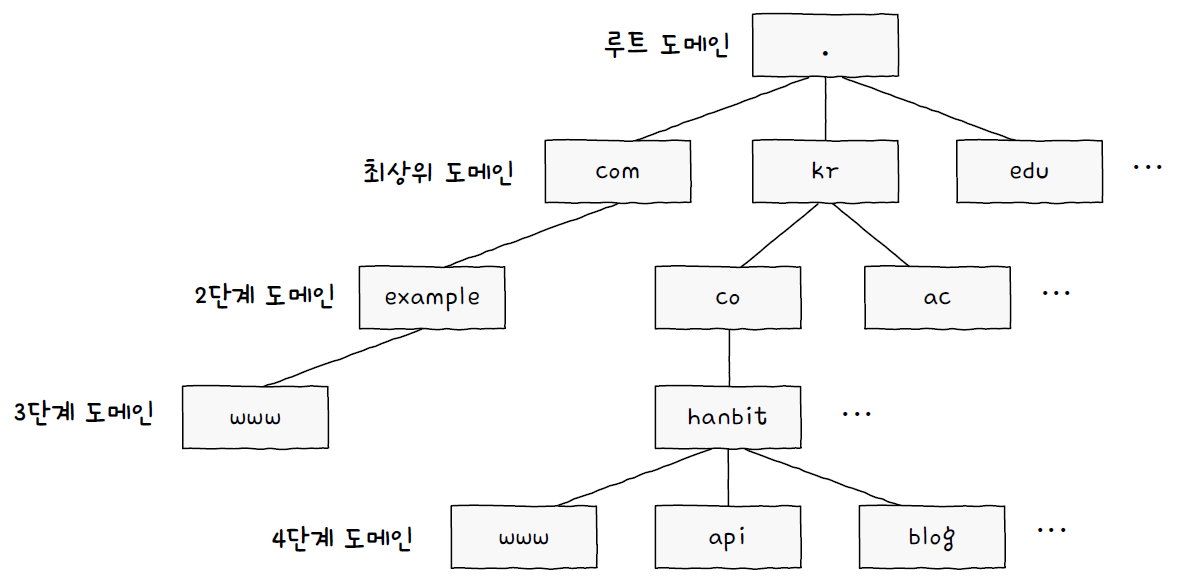 루트 도메인 .
최상위 도메인 com kr edu ...
2단계 도메인 example co ac ...
3단계 도메인 www hanbit ...
4단계 도메인 www api blog ...